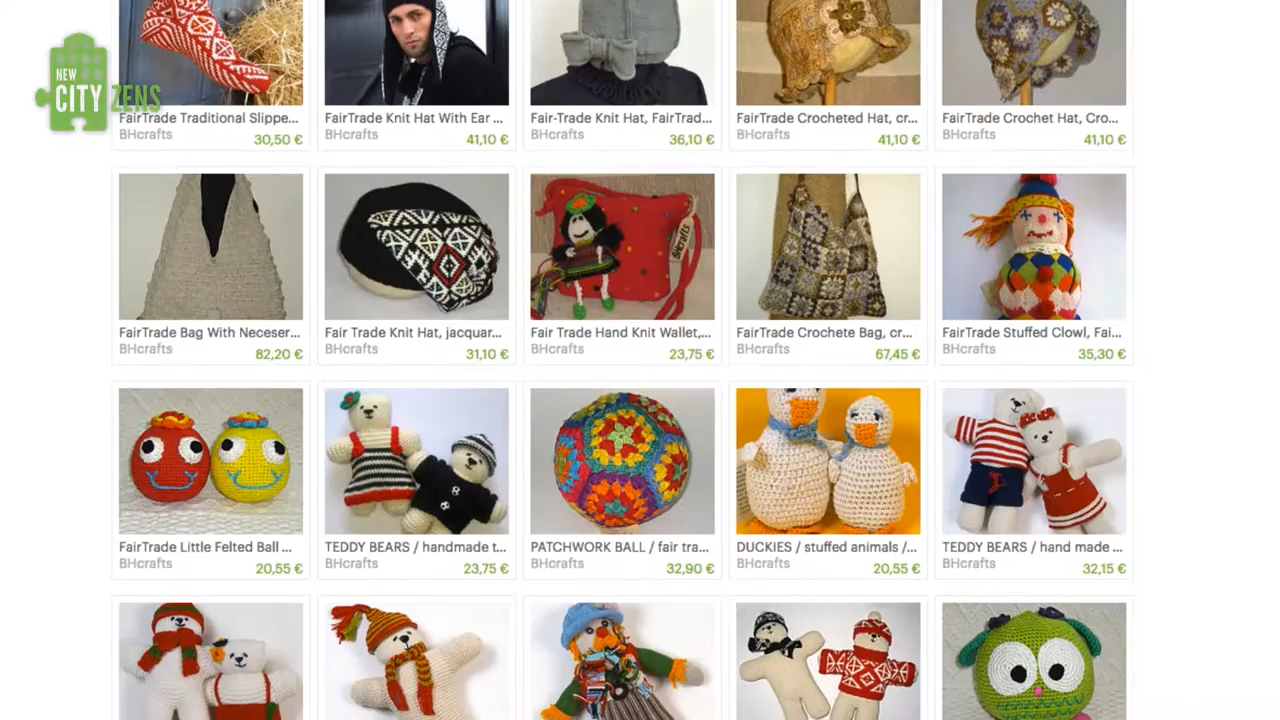 NEW
CITY ZENS
FairTrade Traditional Slippe...
BHcrafts
30,50 €
FairTrade Knit Hat With Ear ...
BHcrafts
41,10 €
Fair-Trade Knit Hat, FairTrad...
BHcrafts
36,10 €
FairTrade Crocheted Hat, cr...
BHcrafts
41,10 €
FairTrade Crochet Hat, Cro...
BHcrafts
41,10 €
FairTrade Bag With Neceser...
BHcrafts
82,20 €
Fair Trade Knit Hat, jacquar...
BHcrafts
31,10 €
BHcrafts
Fair Trade Hand Knit Wallet,...
BHcrafts
23,75 €
FairTrade Crochete Bag, cr...
BHcrafts
67,45 €
FairTrade Stuffed Clowl, Fai...
BHcrafts
35,30 €
FairTrade Little Felted Ball ...
BHcrafts
20,55 €
TEDDY BEARS / handmade t...
BHcrafts
23,75 €
PATCHWORK BALL / fair tra...
BHcrafts
32,90 €
DUCKIES / stuffed animals /...
BHcrafts
20,55 €
TEDDY BEARS / hand made ...
BHcrafts
32,15 €